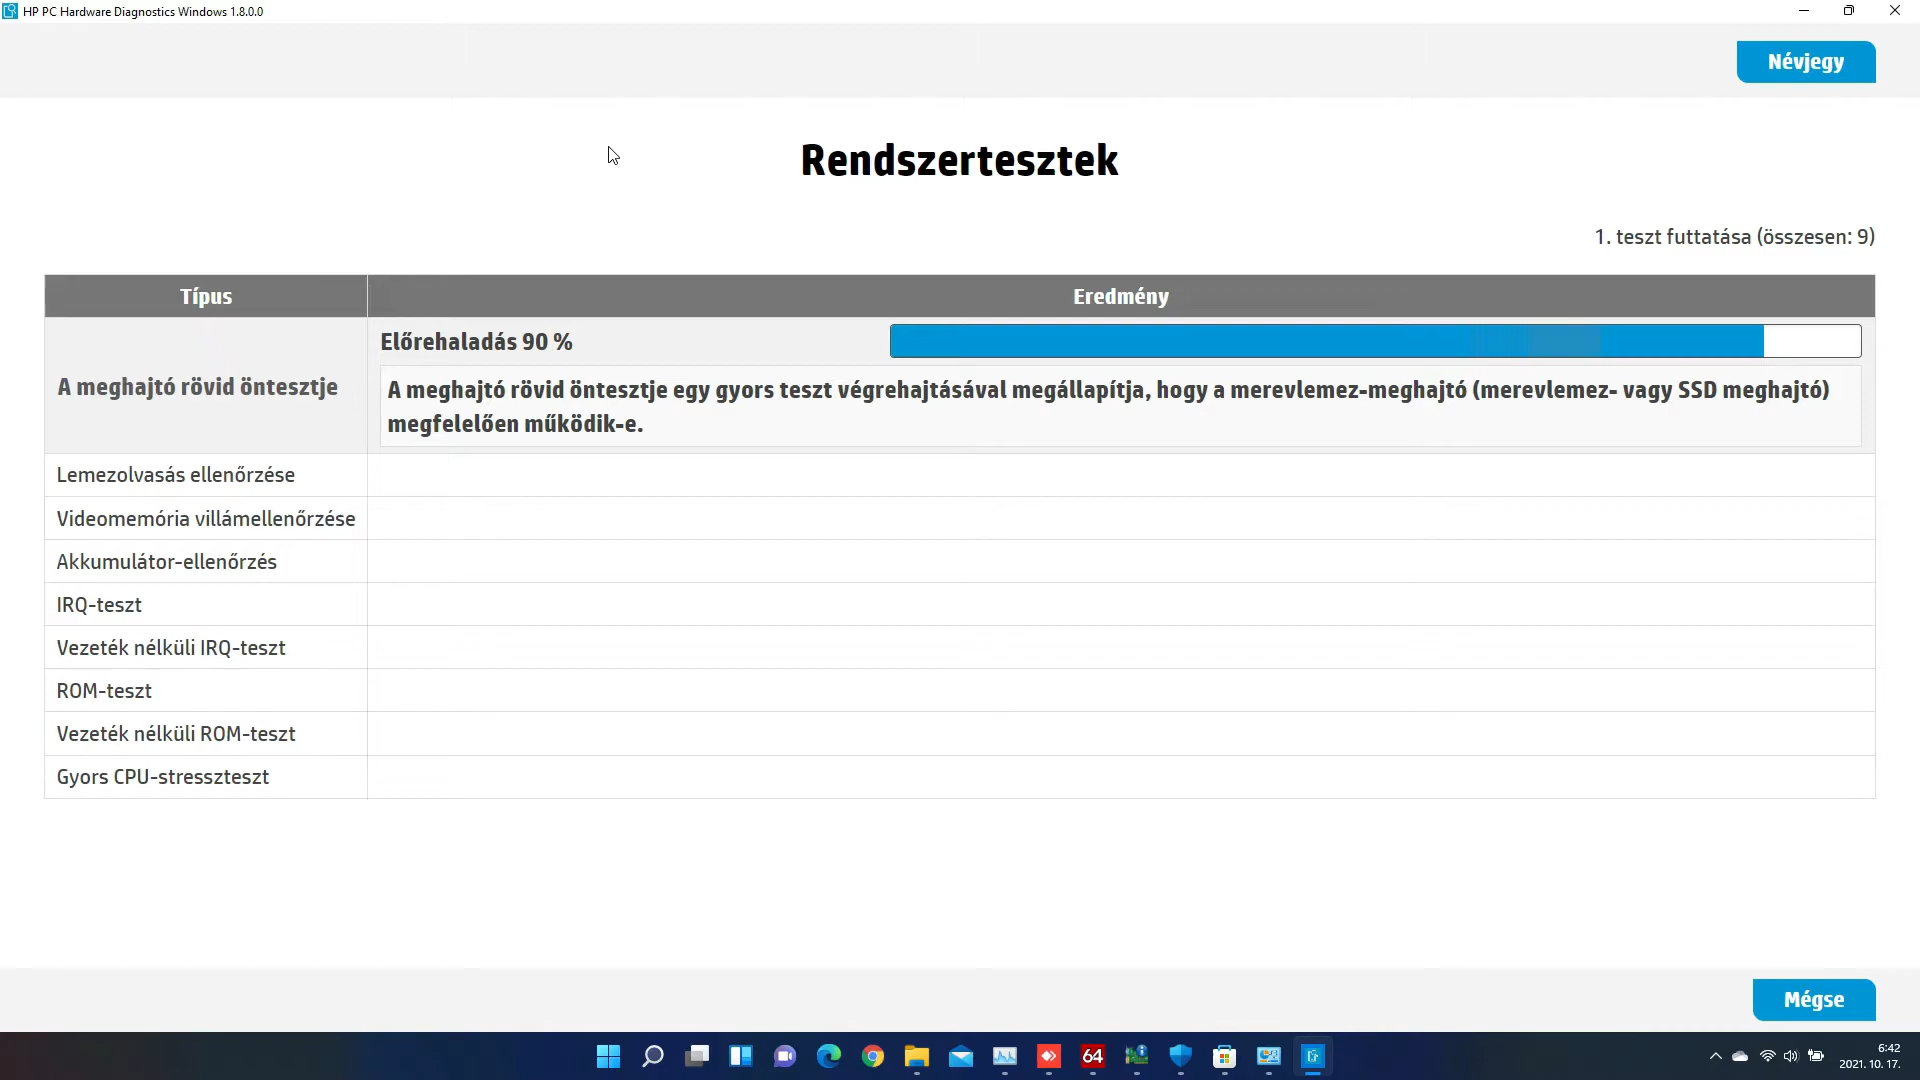 HP PC Hardware Diagnostics Windows 1.8.0.0
Névjegy
Rendszertesztek
1. teszt futtatása (összesen: 9)
Típus
Eredmény
A meghajtó rövid öntesztje
Előrehaladás 90 %
A meghajtó rövid öntesztje egy gyors teszt végrehajtásával megállapítja, hogy a merevlemez-meghajtó (merevlemez- vagy SSD meghajtó)
megfelelően működik-e.
Lemezolvasás ellenőrzése
Videomemória villámellenőrzése
Akkumulátor-ellenőrzés
IRQ-teszt
Vezeték nélküli IRQ-teszt
ROM-teszt
Vezeték nélküli ROM-teszt
Gyors CPU-stresszteszt
Mégse
64
6:42
2021. 10. 17.